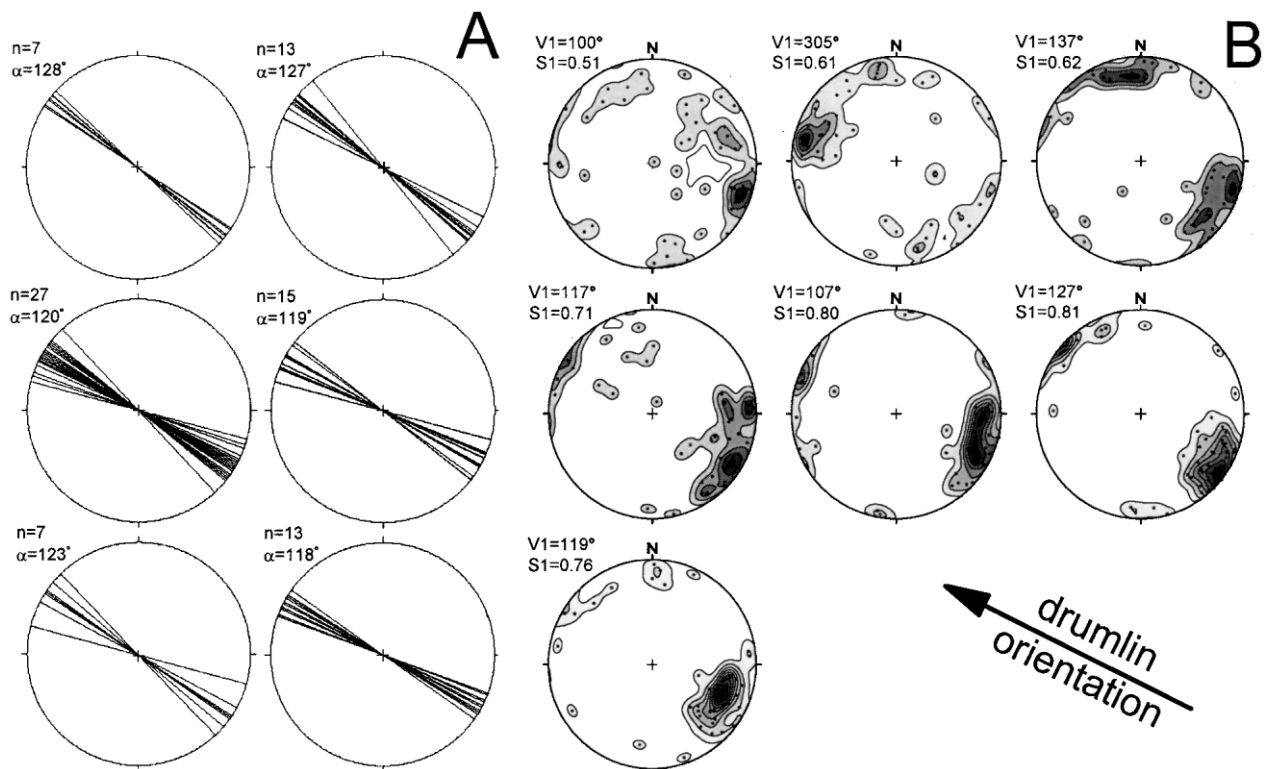 A
n=7
α=128°
n=13
α=127°
n=27
α=120°
n=15
α=119°
n=7
α=123°
n=13
α=118°
B
V1=100°
S1=0.51
N
V1=305°
S1=0.61
N
V1=137°
S1=0.62
N
V1=117°
S1=0.71
N
V1=107°
S1=0.80
N
V1=127°
S1=0.81
N
V1=119°
S1=0.76
N
drumlin
orientation